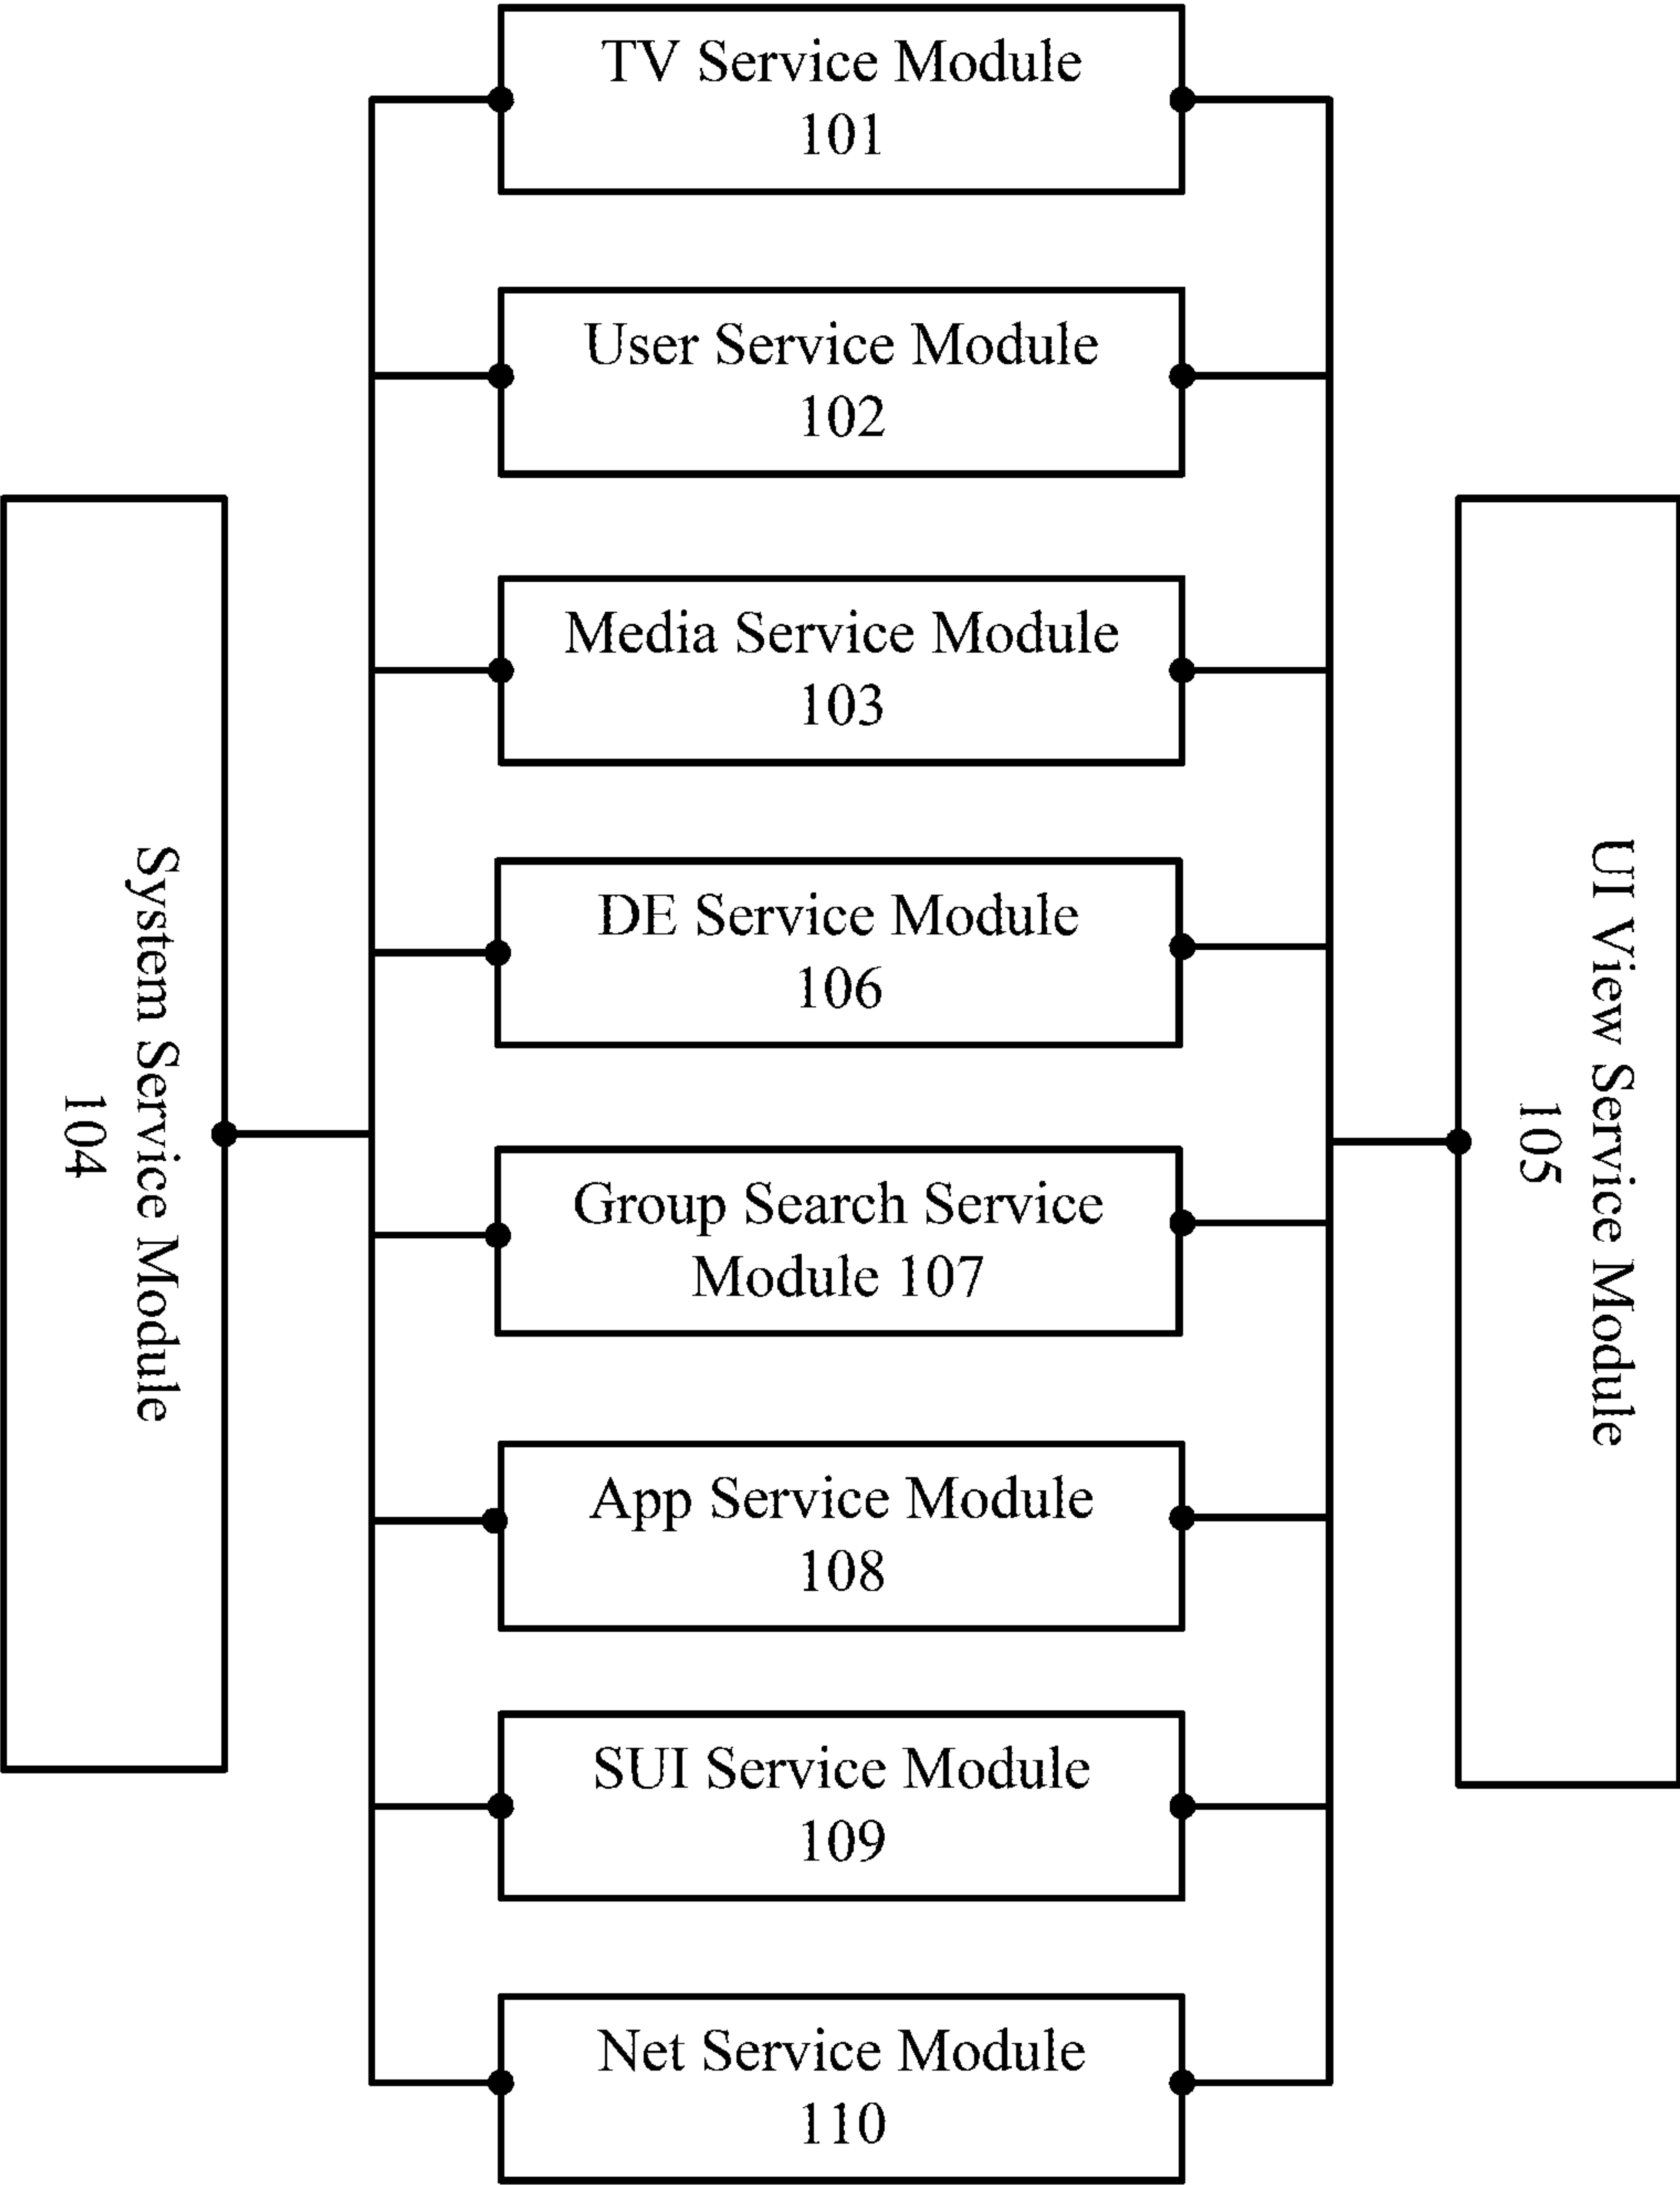 TV Service Module
101
User Service Module
102
Media Service Module
103
DE Service Module
106
Group Search Service
Module 107
App Service Module
108
SUI Service Module
109
Net Service Module
110
System Service Module
104
UI View Service Module
105